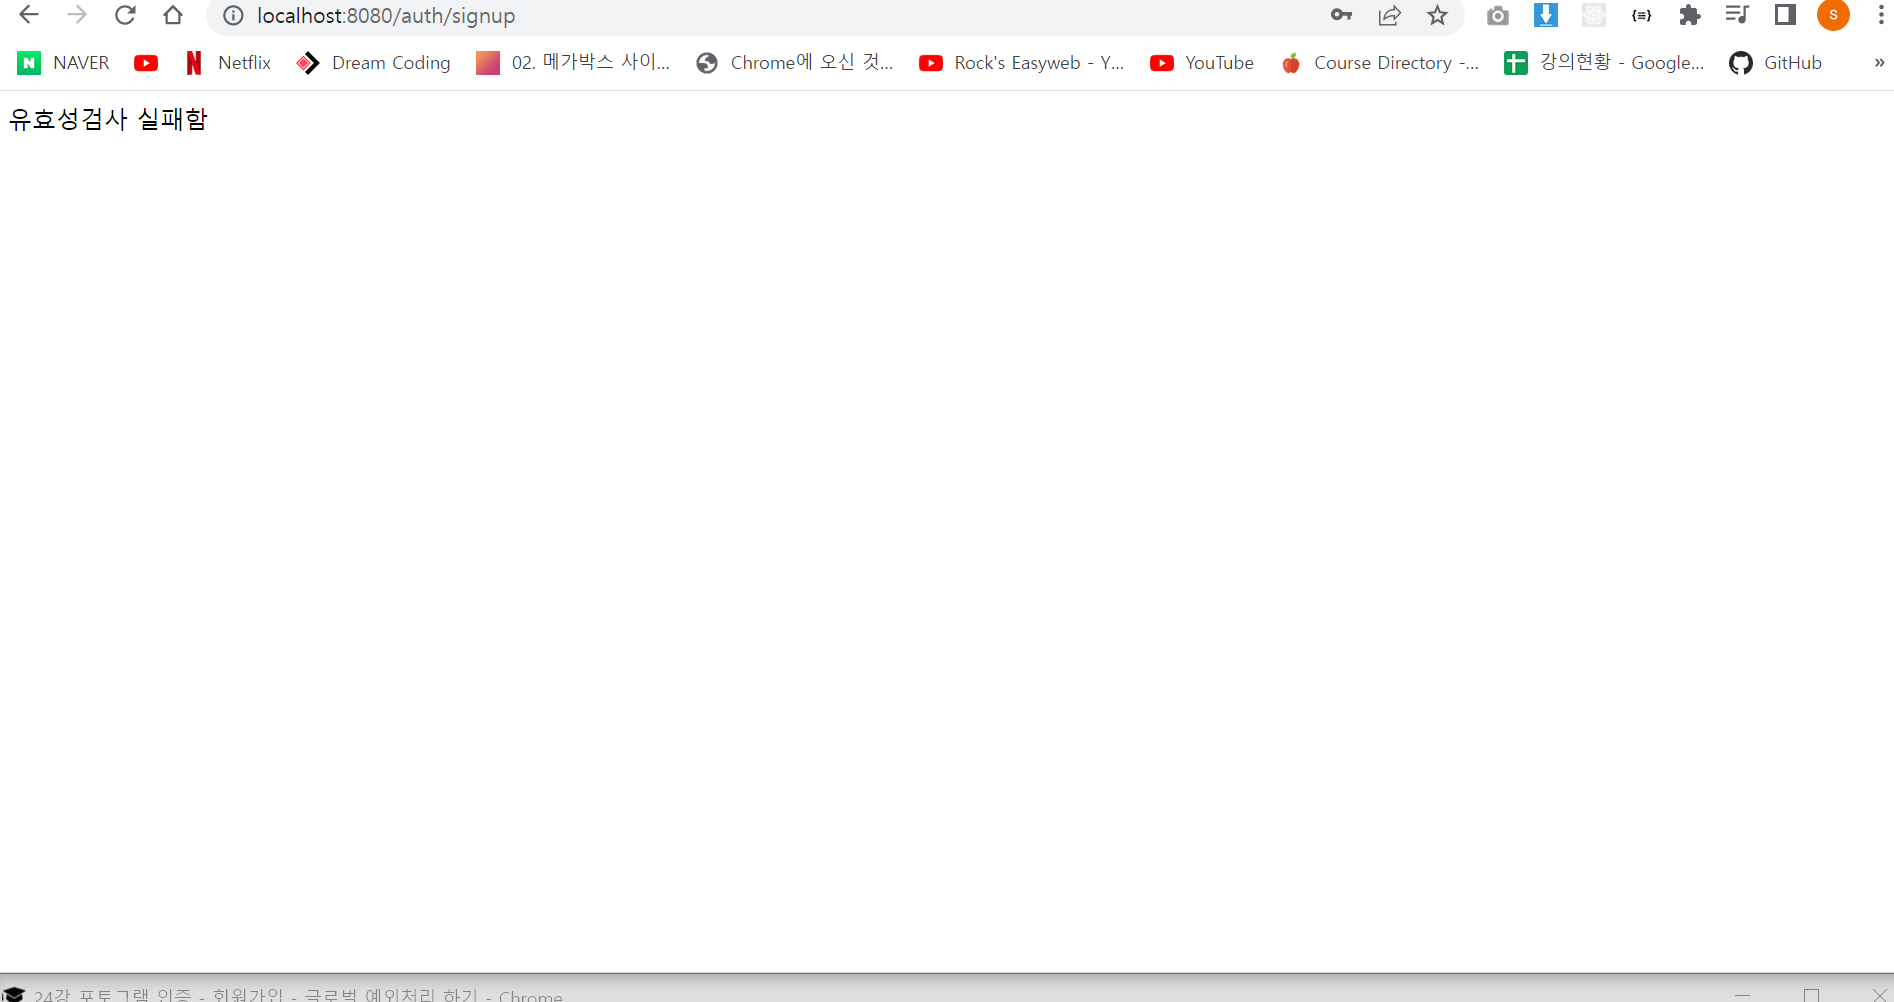 localhost:8080/auth/signup
S
NAVER Netflix Dream Coding 02. 메가박스 사이... Chrome에 오신 것... Rock's Easyweb - Y... YouTube Course Directory -... 강의현황 - Google... GitHub »
유효성검사 실패함
24강 포토그램 인증 - 회원가입 - 글로벌 예외처리 하기 - Chrome